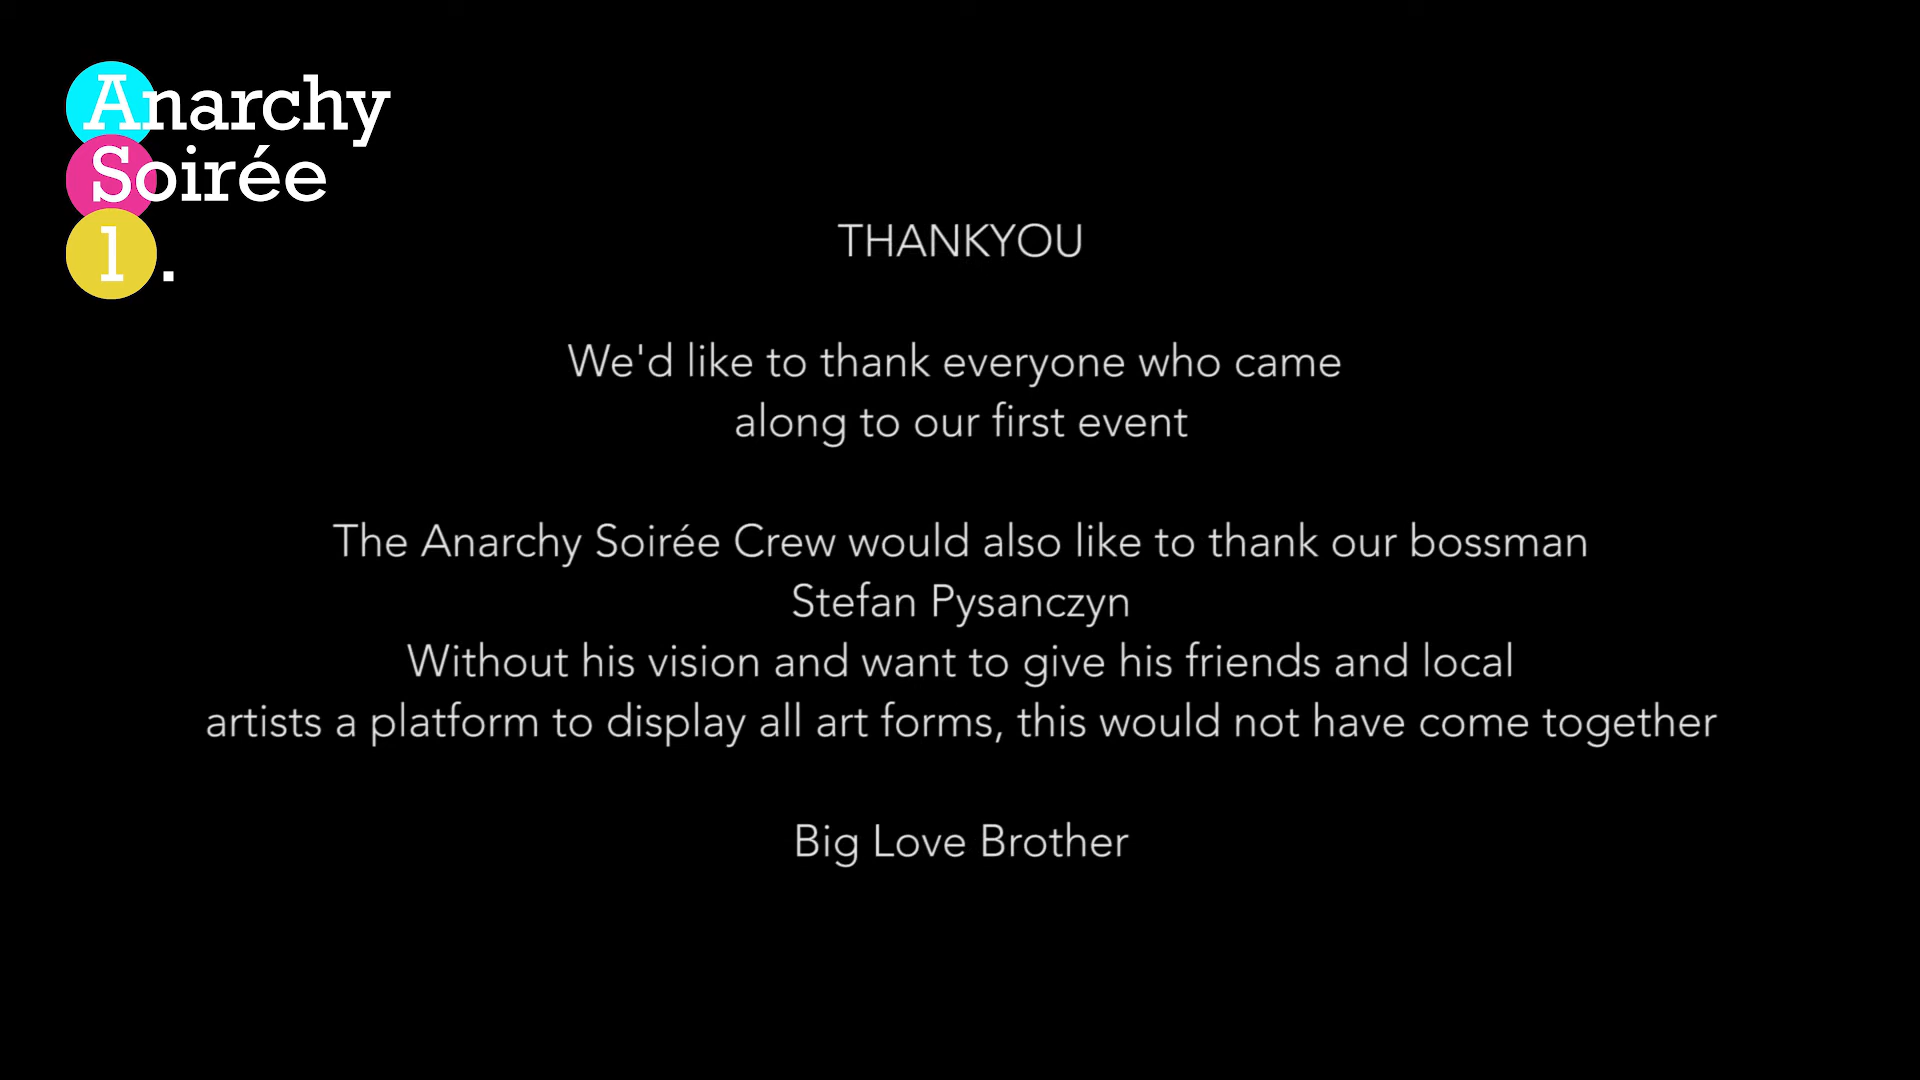 Anarchy
Soirée
1.
THANKYOU
We'd like to thank everyone who came
along to our first event
The Anarchy Soirée Crew would also like to thank our bossman
Stefan Pysanczyn
Without his vision and want to give his friends and local
artists a platform to display all art forms, this would not have come together
Big Love Brother